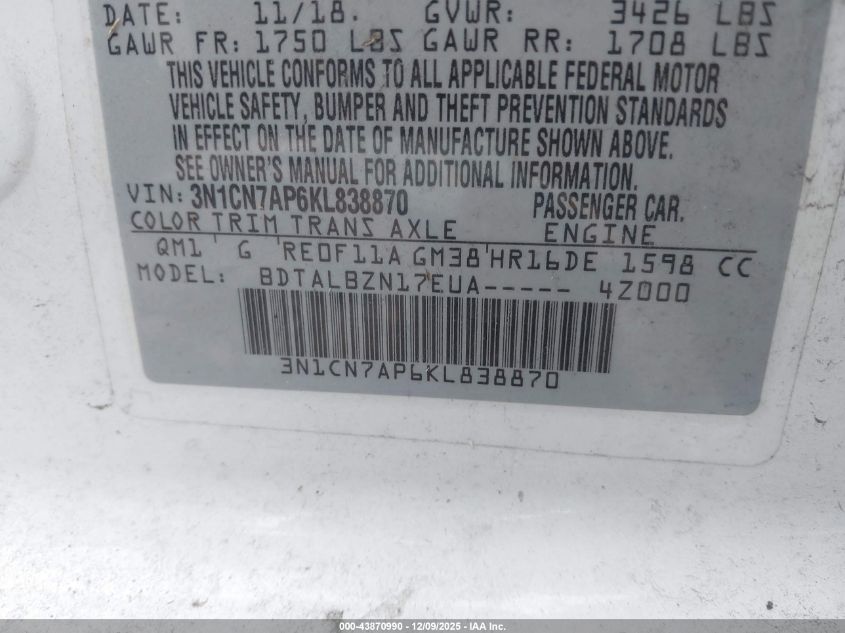 DATE: 11/18. GVWR: 3426 LBS
GAWR FR: 1750 LBS GAWR RR: 1708 LBS
THIS VEHICLE CONFORMS TO ALL APPLICABLE FEDERAL MOTOR
VEHICLE SAFETY, BUMPER AND THEFT PREVENTION STANDARDS
IN EFFECT ON THE DATE OF MANUFACTURE SHOWN ABOVE.
SEE OWNER'S MANUAL FOR ADDITIONAL INFORMATION.
VIN: 3N1CN7AP6KL838870 PASSENGER CAR.
COLOR TRIM TRANS AXLE ENGINE
QM1 G RE0F11A GM38 HR16DE 1598 CC
MODEL: BDTALBZN17EUA----- 4Z000
3N1CN7AP6KL838870
000-43870990 - 12/09/2025 - IAA, Inc.